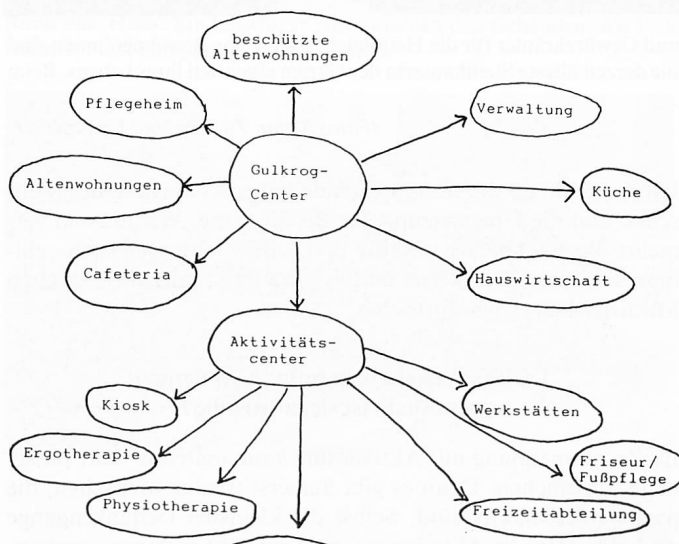 beschützte
Altenwohnungen
Pflegeheim
Verwaltung
Gulkrog-
Center
Altenwohnungen
Küche
Cafeteria
Hauswirtschaft
Aktivitäts-
center
Kiosk
Werkstätten
Ergotherapie
Friseur/
Fußpflege
Physiotherapie
Freizeitabteilung